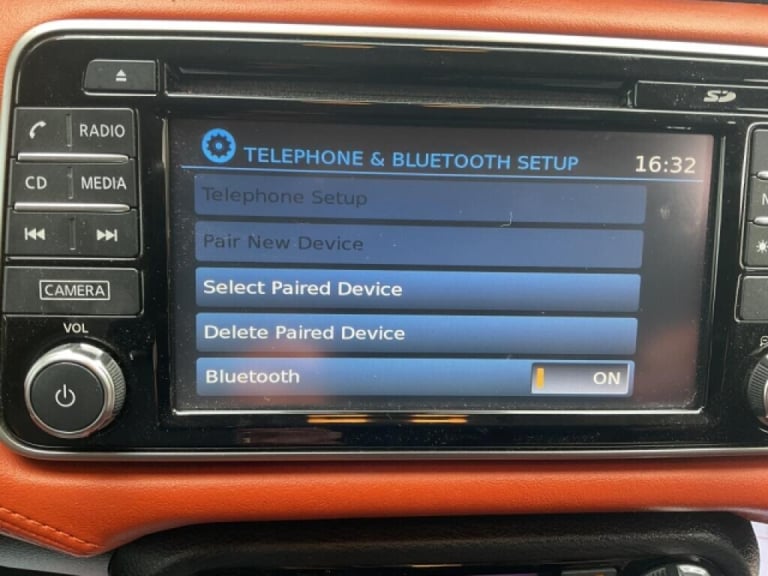 SD
RADIO
TELEPHONE & BLUETOOTH SETUP 16:32
Telephone Setup
CD MEDIA
Pair New Device
Select Paired Device
CAMERA
Delete Paired Device
VOL
Bluetooth ON